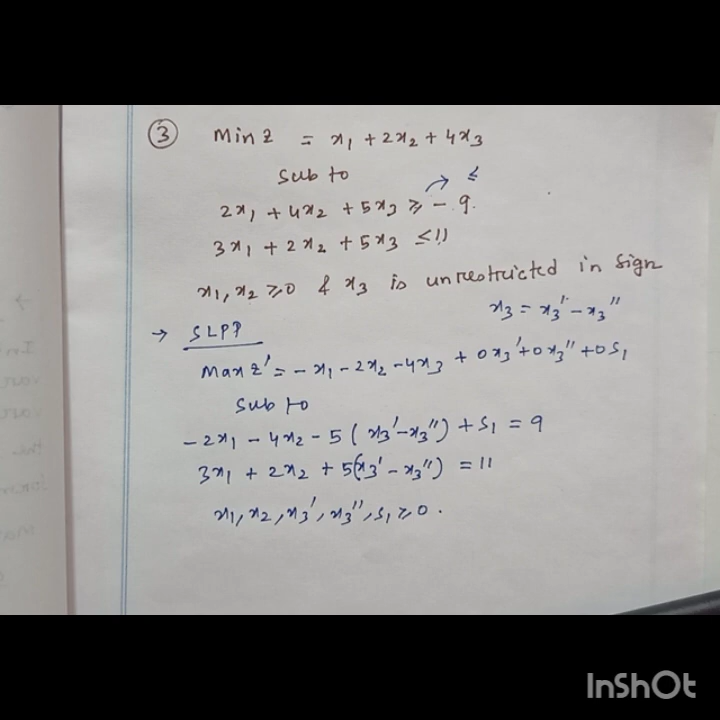 ③ Min z = x₁ + 2x₂ + 4x₃
Sub to
≤
2x₁ + 4x₂ + 5x₃ ≥ - 9.
3x₁ + 2x₂ + 5x₃ ≤ 11
x₁, x₂ ≥ 0 & x₃ is unrestricted in sign
x₃ = x₃' - x₃''
→ SLPP
Max z' = - x₁ - 2x₂ - 4x₃ + 0x₃' + 0x₃'' + 0s₁
Sub to
- 2x₁ - 4x₂ - 5 ( x₃' - x₃'') + s₁ = 9
3x₁ + 2x₂ + 5(x₃' - x₃'') = 11
x₁, x₂, x₃', x₃'', s₁ ≥ 0.
InShOt